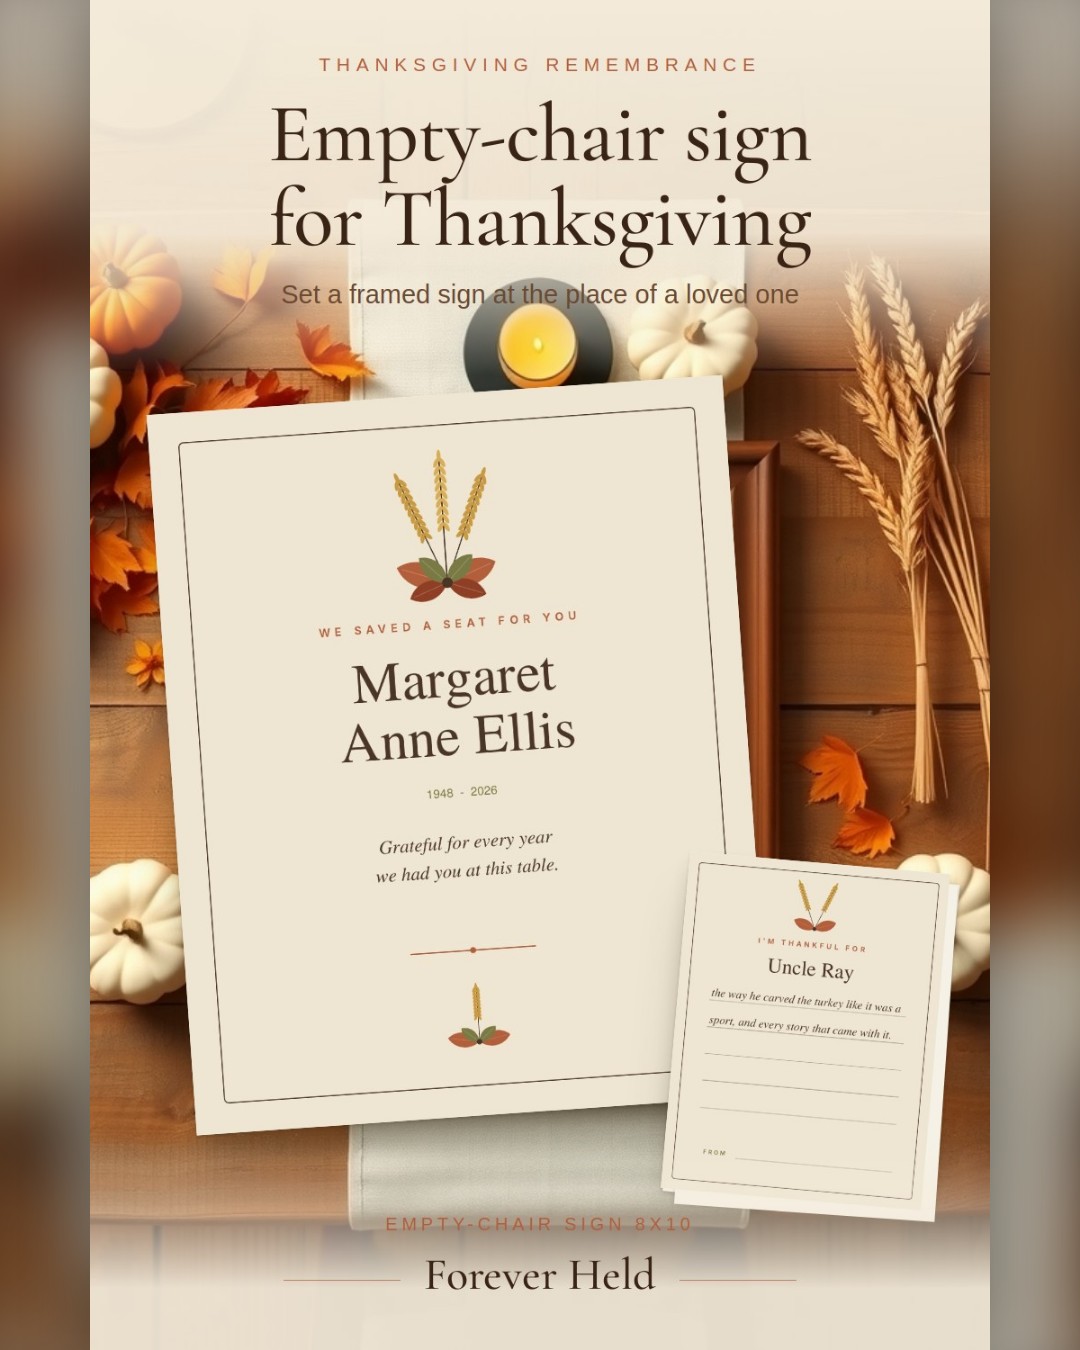 THANKSGIVING REMEMBRANCE
Empty-chair sign
for Thanksgiving
Set a framed sign at the place of a loved one
WE SAVED A SEAT FOR YOU
Margaret
Anne Ellis
1948 - 2026
Grateful for every year
we had you at this table.
I'M THANKFUL FOR
Uncle Ray
the way he carved the turkey like it was a
sport, and every story that came with it.
FROM
EMPTY-CHAIR SIGN 8X10
Forever Held